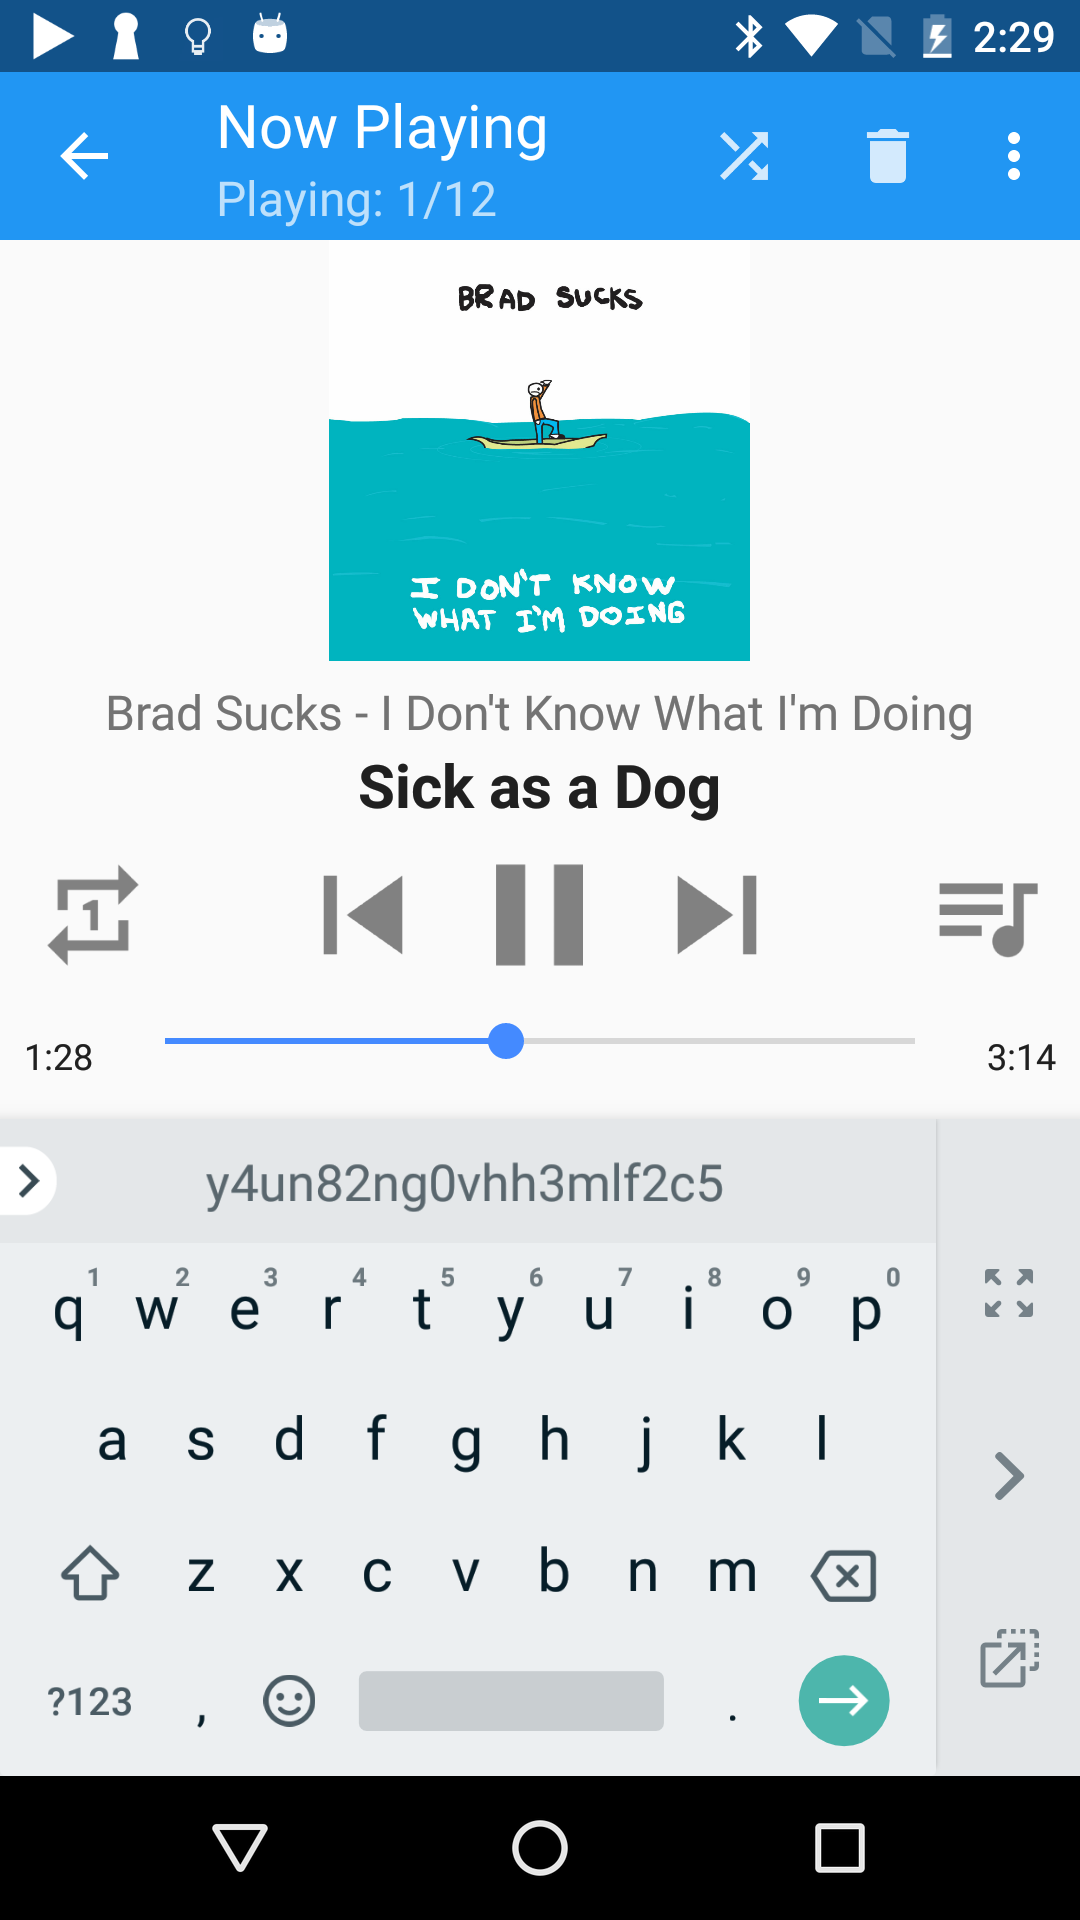 2:29
Now Playing
Playing: 1/12
BRAD SUCKS
I DON'T KNOW
WHAT I'M DOING
Brad Sucks - I Don't Know What I'm Doing
Sick as a Dog
1
1:28
3:14
y4un82ng0vhh3mlf2c5
1 2 3 4 5 6 7 8 9 0
q w e r t y u i o p
a s d f g h j k l
z x c v b n m
?123 , .